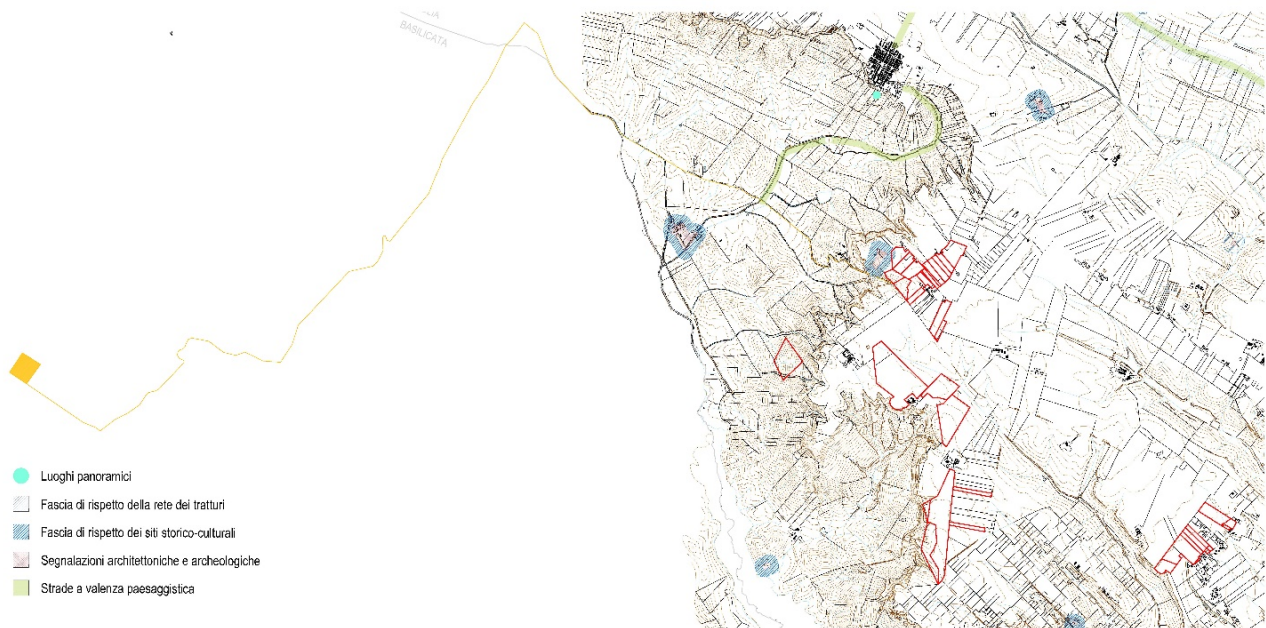 BASILICATA
Luoghi panoramici
Fascia di rispetto della rete dei tratturi
Fascia di rispetto dei siti storico-culturali
Segnalazioni architettoniche e archeologiche
Strade a valenza paesaggistica